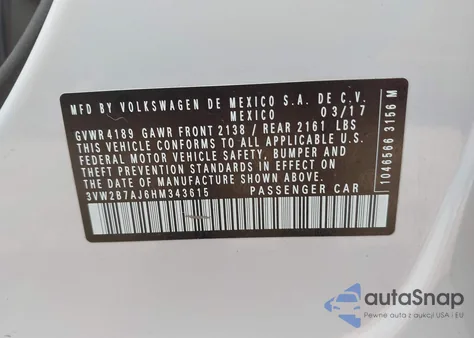 MFD BY VOLKSWAGEN DE MEXICO S.A. DE C.V.
MEXICO 03/17
GVWR 4189 GAWR FRONT 2138 / REAR 2161 LBS
THIS VEHICLE CONFORMS TO ALL APPLICABLE U.S.
FEDERAL MOTOR VEHICLE SAFETY, BUMPER AND
THEFT PREVENTION STANDARDS IN EFFECT
ON THE DATE OF MANUFACTURE SHOWN ABOVE
3VW2B7AJ6HM343615 PASSENGER CAR
1046566 3156 M
autoSnap
Pewne auta z aukcji USA i EU